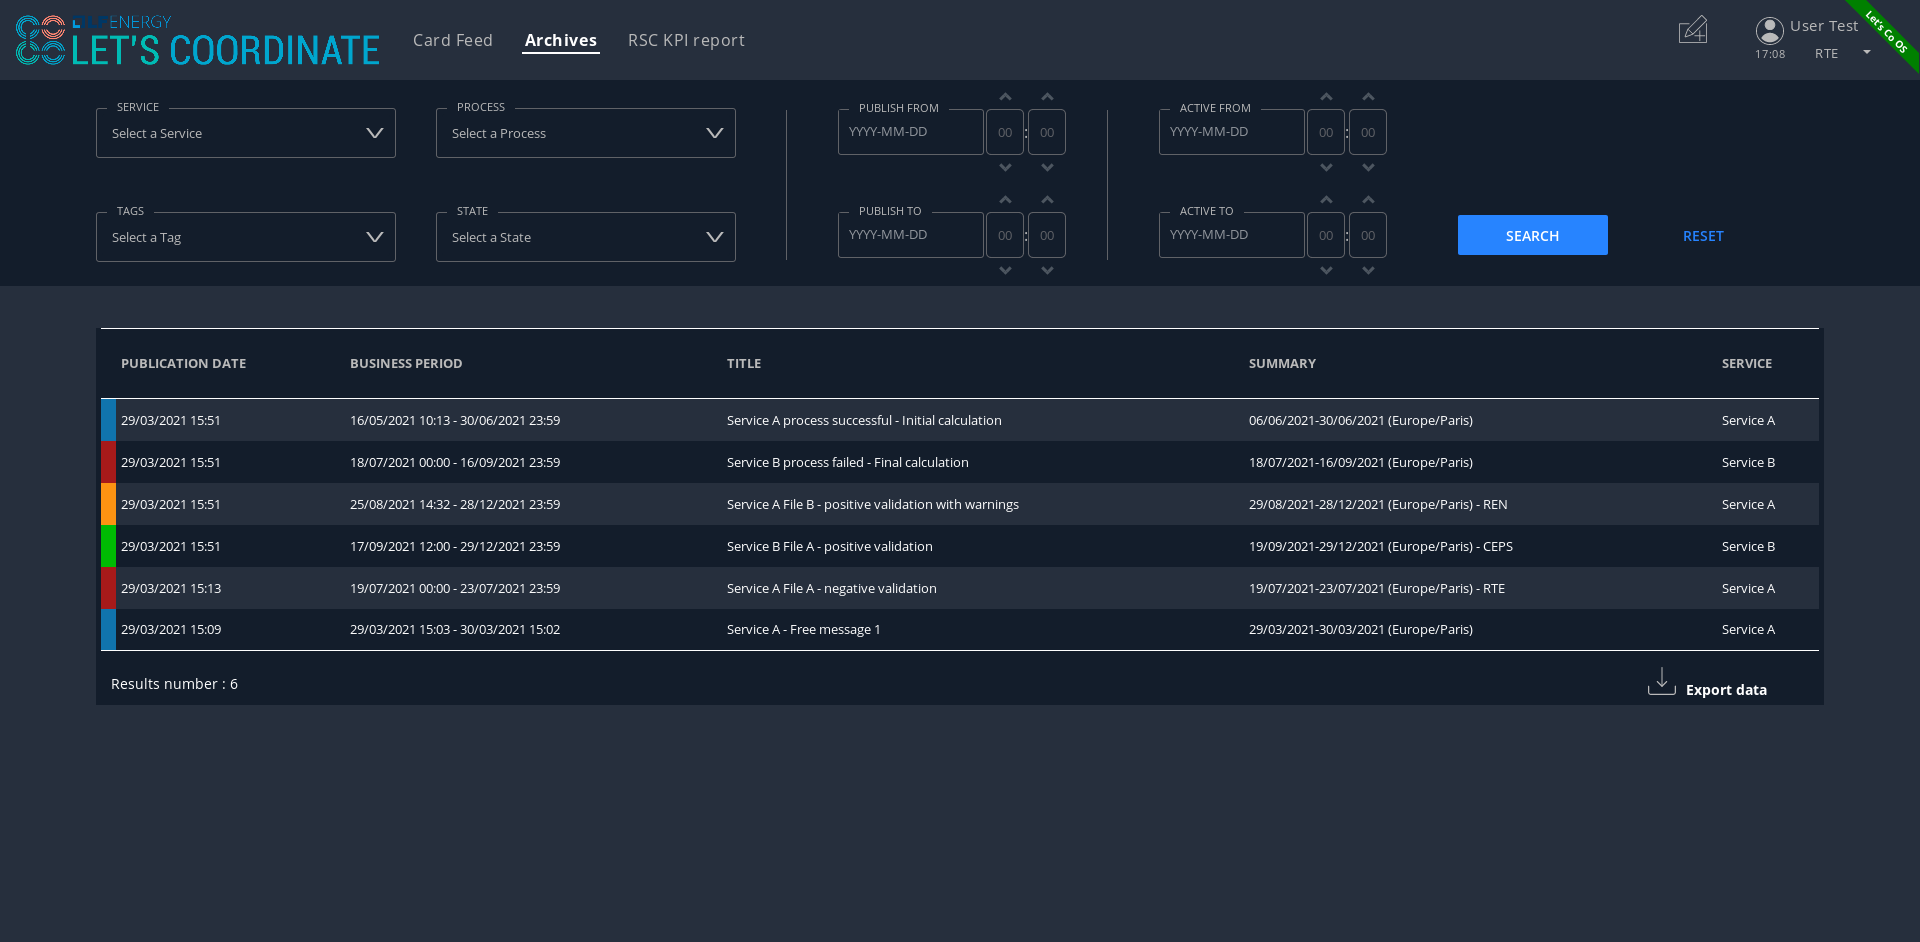 ENERGY
LET'S COORDINATE
Card Feed
Archives
RSC KPI report
User Test
17:08
RTE
Let's Co OS
SERVICE
Select a Service
PROCESS
Select a Process
PUBLISH FROM
YYYY-MM-DD
00 : 00
ACTIVE FROM
YYYY-MM-DD
00 : 00
TAGS
Select a Tag
STATE
Select a State
PUBLISH TO
YYYY-MM-DD
00 : 00
ACTIVE TO
YYYY-MM-DD
00 : 00
SEARCH
RESET
PUBLICATION DATE BUSINESS PERIOD TITLE SUMMARY SERVICE
29/03/2021 15:51 16/05/2021 10:13 - 30/06/2021 23:59 Service A process successful - Initial calculation 06/06/2021-30/06/2021 (Europe/Paris) Service A
29/03/2021 15:51 18/07/2021 00:00 - 16/09/2021 23:59 Service B process failed - Final calculation 18/07/2021-16/09/2021 (Europe/Paris) Service B
29/03/2021 15:51 25/08/2021 14:32 - 28/12/2021 23:59 Service A File B - positive validation with warnings 29/08/2021-28/12/2021 (Europe/Paris) - REN Service A
29/03/2021 15:51 17/09/2021 12:00 - 29/12/2021 23:59 Service B File A - positive validation 19/09/2021-29/12/2021 (Europe/Paris) - CEPS Service B
29/03/2021 15:13 19/07/2021 00:00 - 23/07/2021 23:59 Service A File A - negative validation 19/07/2021-23/07/2021 (Europe/Paris) - RTE Service A
29/03/2021 15:09 29/03/2021 15:03 - 30/03/2021 15:02 Service A - Free message 1 29/03/2021-30/03/2021 (Europe/Paris) Service A
Results number : 6
Export data